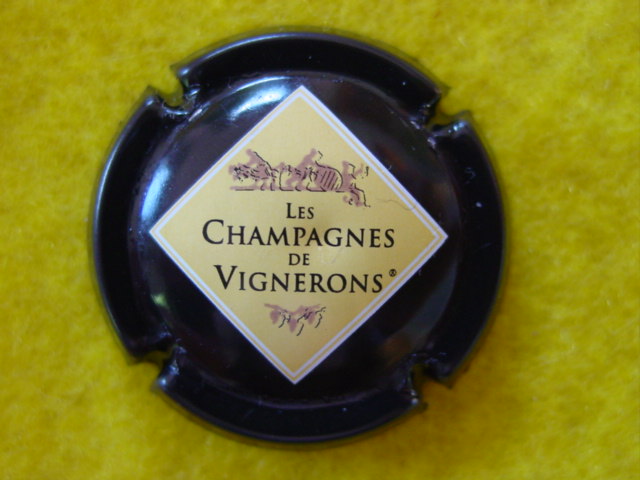 Les
Champagnes
de
Vignerons®